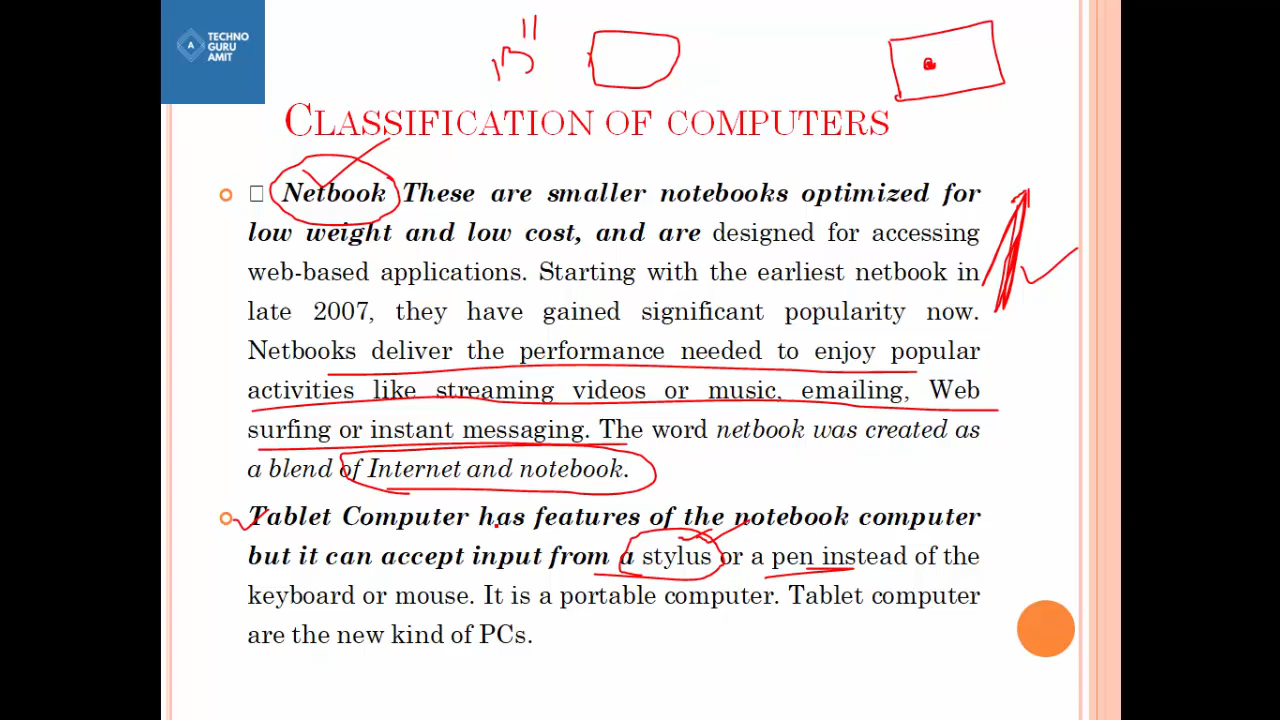 TECHNO
GURU
AMIT
CLASSIFICATION OF COMPUTERS
Netbook These are smaller notebooks optimized for
low weight and low cost, and are designed for accessing
web-based applications. Starting with the earliest netbook in
late 2007, they have gained significant popularity now.
Netbooks deliver the performance needed to enjoy popular
activities like streaming videos or music, emailing, Web
surfing or instant messaging. The word netbook was created as
a blend of Internet and notebook.
Tablet Computer has features of the notebook computer
but it can accept input from a stylus or a pen instead of the
keyboard or mouse. It is a portable computer. Tablet computer
are the new kind of PCs.